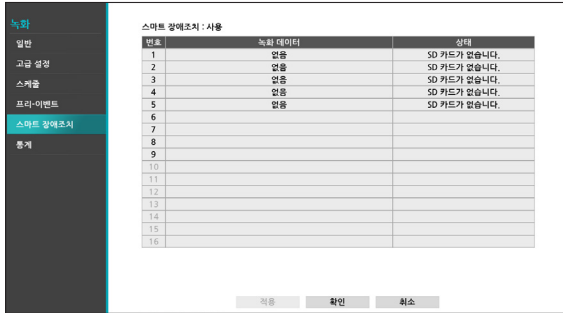 녹화
일반
고급 설정
스케줄
프리-이벤트
스마트 장애조치
통계
스마트 장애조치 : 사용
번호 녹화 데이터 상태
1 없음 SD 카드가 없습니다.
2 없음 SD 카드가 없습니다.
3 없음 SD 카드가 없습니다.
4 없음 SD 카드가 없습니다.
5 없음 SD 카드가 없습니다.
6
7
8
9
10
11
12
13
14
15
16
적용 확인 취소